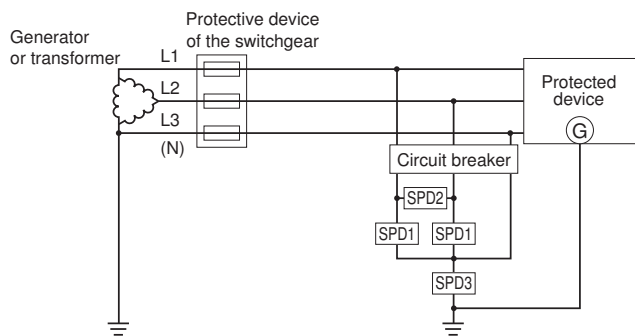 Generator
or transformer
Protective device
of the switchgear
L1
L2
L3
(N)
Protected
device
G
Circuit breaker
SPD2
SPD1
SPD1
SPD3